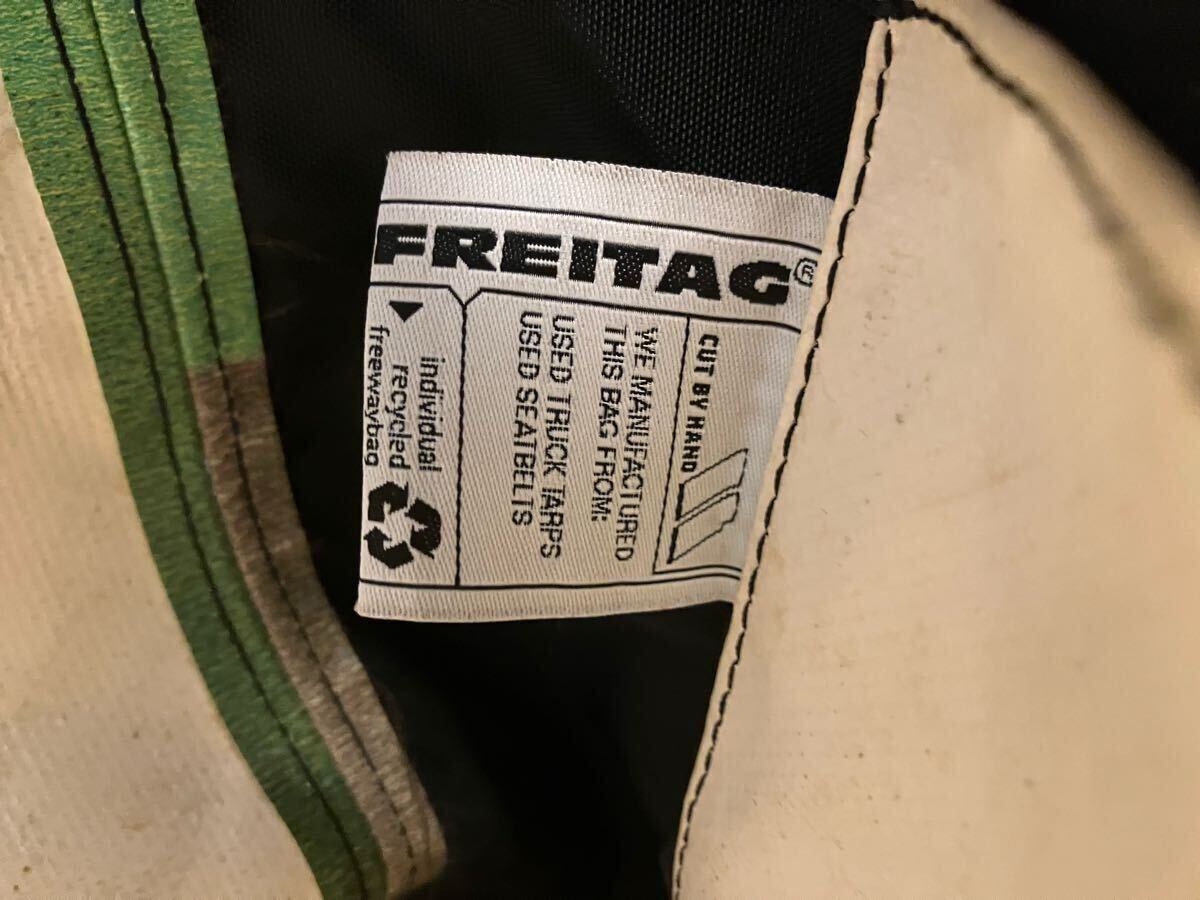 FREITAG®
CUT BY HAND
WE MANUFACTURED
THIS BAG FROM:
USED TRUCK TARPS
USED SEATBELTS
individual
recycled
freewaybag